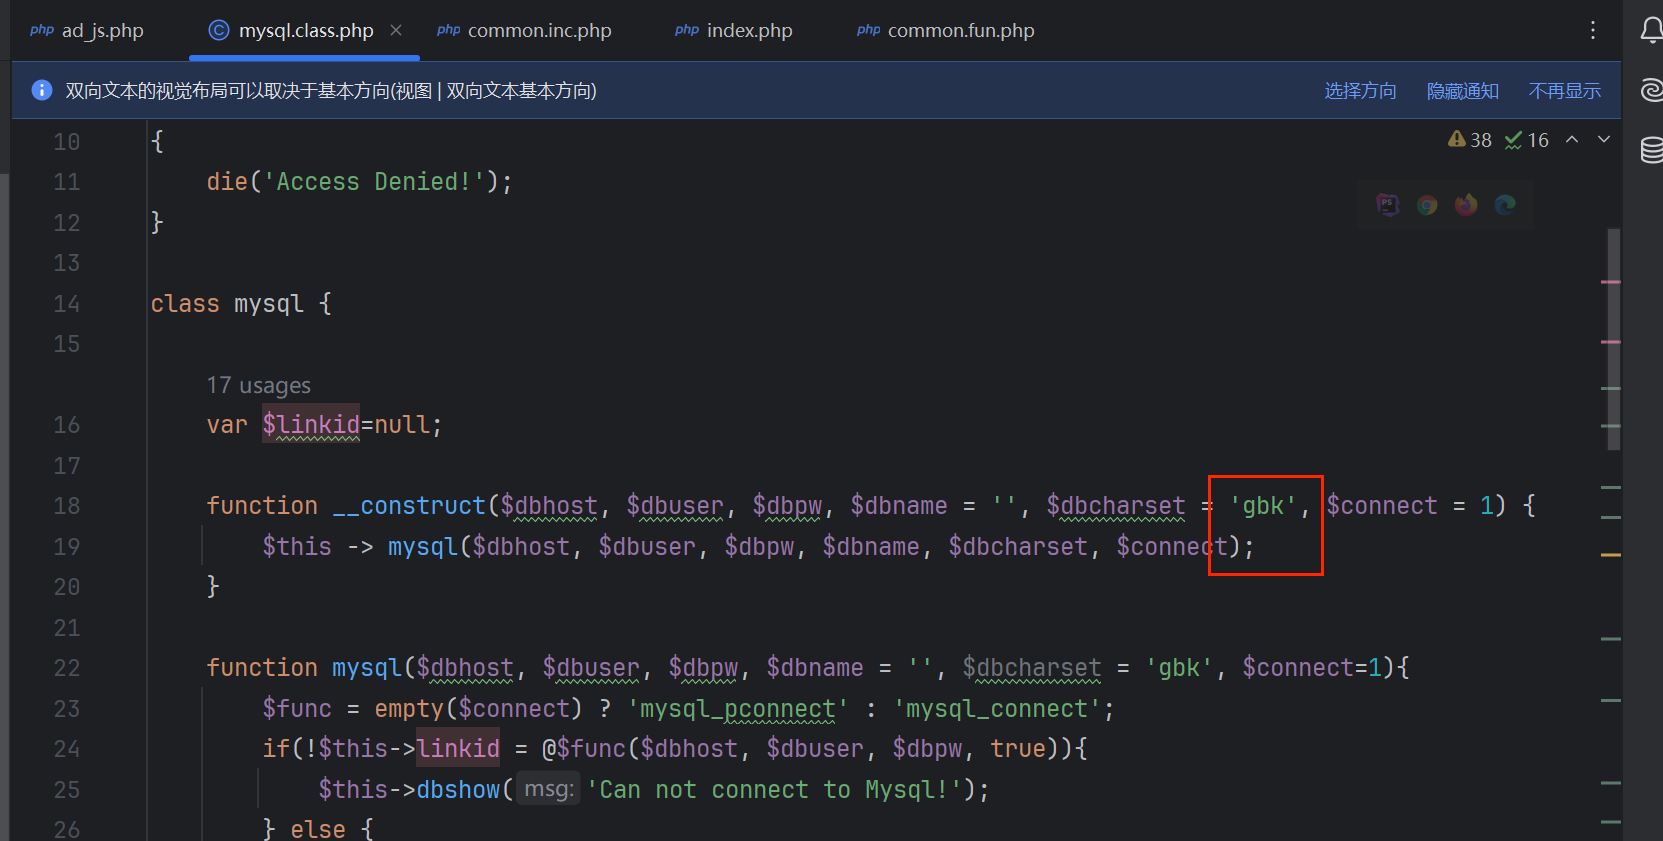 php ad_js.php © mysql.class.php × php common.inc.php php index.php php common.fun.php
双向文本的视觉布局可以取决于基本方向(视图 | 双向文本基本方向) 选择方向 隐藏通知 不再显示
38 16
10 {
11 die('Access Denied!');
PS
12 }
13
14 class mysql {
15
17 usages
16 var $linkid=null;
17
18 function __construct($dbhost, $dbuser, $dbpw, $dbname = '', $dbcharset = 'gbk', $connect = 1) {
19 $this -> mysql($dbhost, $dbuser, $dbpw, $dbname, $dbcharset, $connect);
20 }
21
22 function mysql($dbhost, $dbuser, $dbpw, $dbname = '', $dbcharset = 'gbk', $connect=1){
23 $func = empty($connect) ? 'mysql_pconnect' : 'mysql_connect';
24 if(!$this->linkid = @$func($dbhost, $dbuser, $dbpw, true)){
25 $this->dbshow( msg: 'Can not connect to Mysql!');
26 } else {